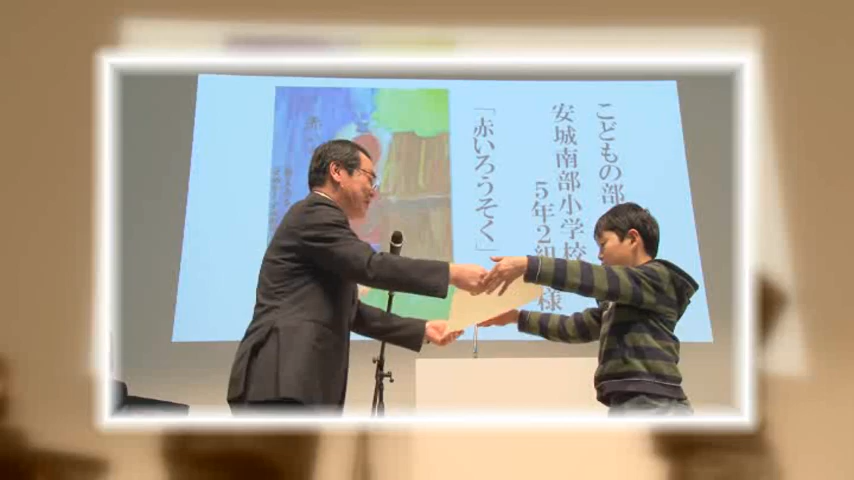 こどもの部
安城南部小学校
5年2組 様
「赤いろうそく」